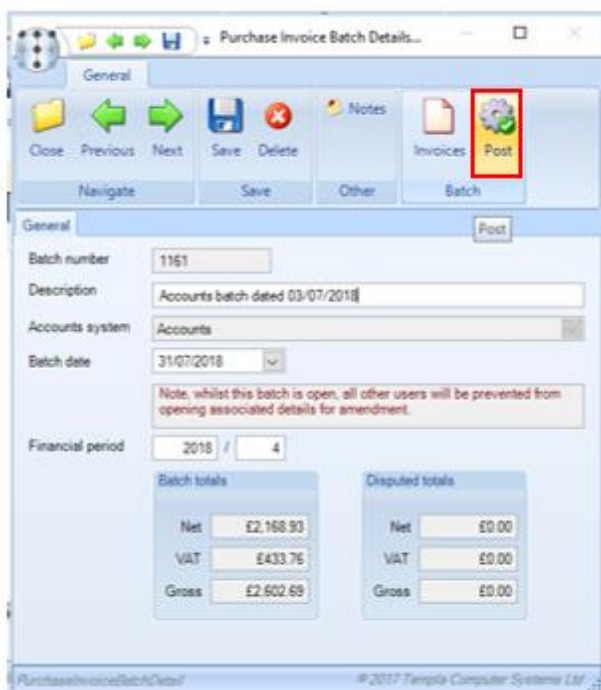 Purchase Invoice Batch Details...
General
Close Previous Next Save Delete Notes Invoices Post
Navigate Save Other Batch
General
Post
Batch number 1161
Description Accounts batch dated 03/07/2018
Accounts system Accounts
Batch date 31/07/2018
Note, whilst this batch is open, all other users will be prevented from
opening associated details for amendment.
Financial period 2018 / 4
Batch totals Disputed totals
Net £2,168.93 Net £0.00
VAT £433.76 VAT £0.00
Gross £2,602.69 Gross £0.00
PurchaseInvoiceBatchDetail © 2017 Templa Computer Systems Ltd